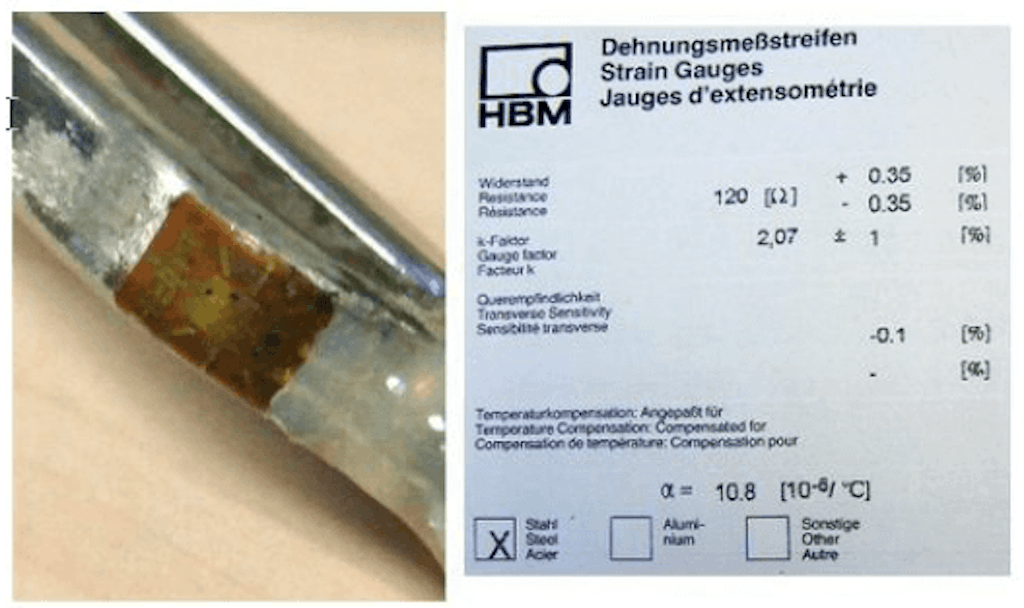 HBM
Dehnungsmeßstreifen
Strain Gauges
Jauges d'extensométrie
Widerstand
Resistance
Résistance
120 [Ω]
+ 0.35 [%]
- 0.35 [%]
k-Faktor
Gauge factor
Facteur k
2,07 ± 1 [%]
Querempfindlichkeit
Transverse Sensitivity
Sensibilité transverse
-0.1 [%]
- [%]
Temperaturkompensation: Angepaßt für
Temperature Compensation: Compensated for
Compensation de température: Compensation pour
α = 10.8 [10-6/ °C]
X
Stahl
Steel
Acier
Alumi-
nium
Sonstige
Other
Autre